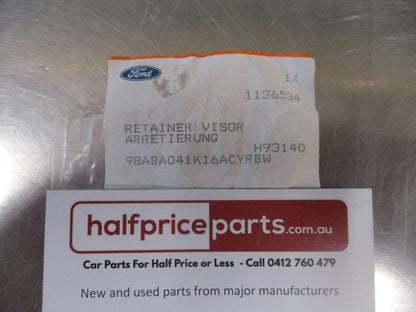 Ford
1X
1136534
RETAINER:VISOR
ARRETIERUNG
H93140
98ABA041K16ACYRBW
halfpriceparts.com.au
Car Parts For Half Price or Less - Call 0412 760 479
New and used parts from major manufacturers